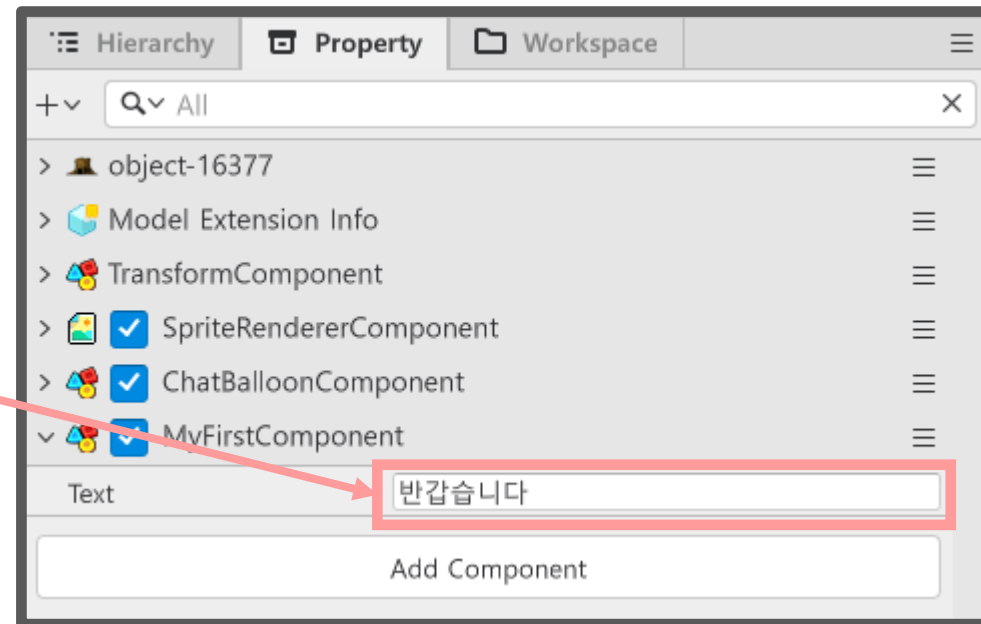 Hierarchy Property Workspace
All
object-16377
Model Extension Info
TransformComponent
SpriteRendererComponent
ChatBalloonComponent
MyFirstComponent
Text 반갑습니다
Add Component